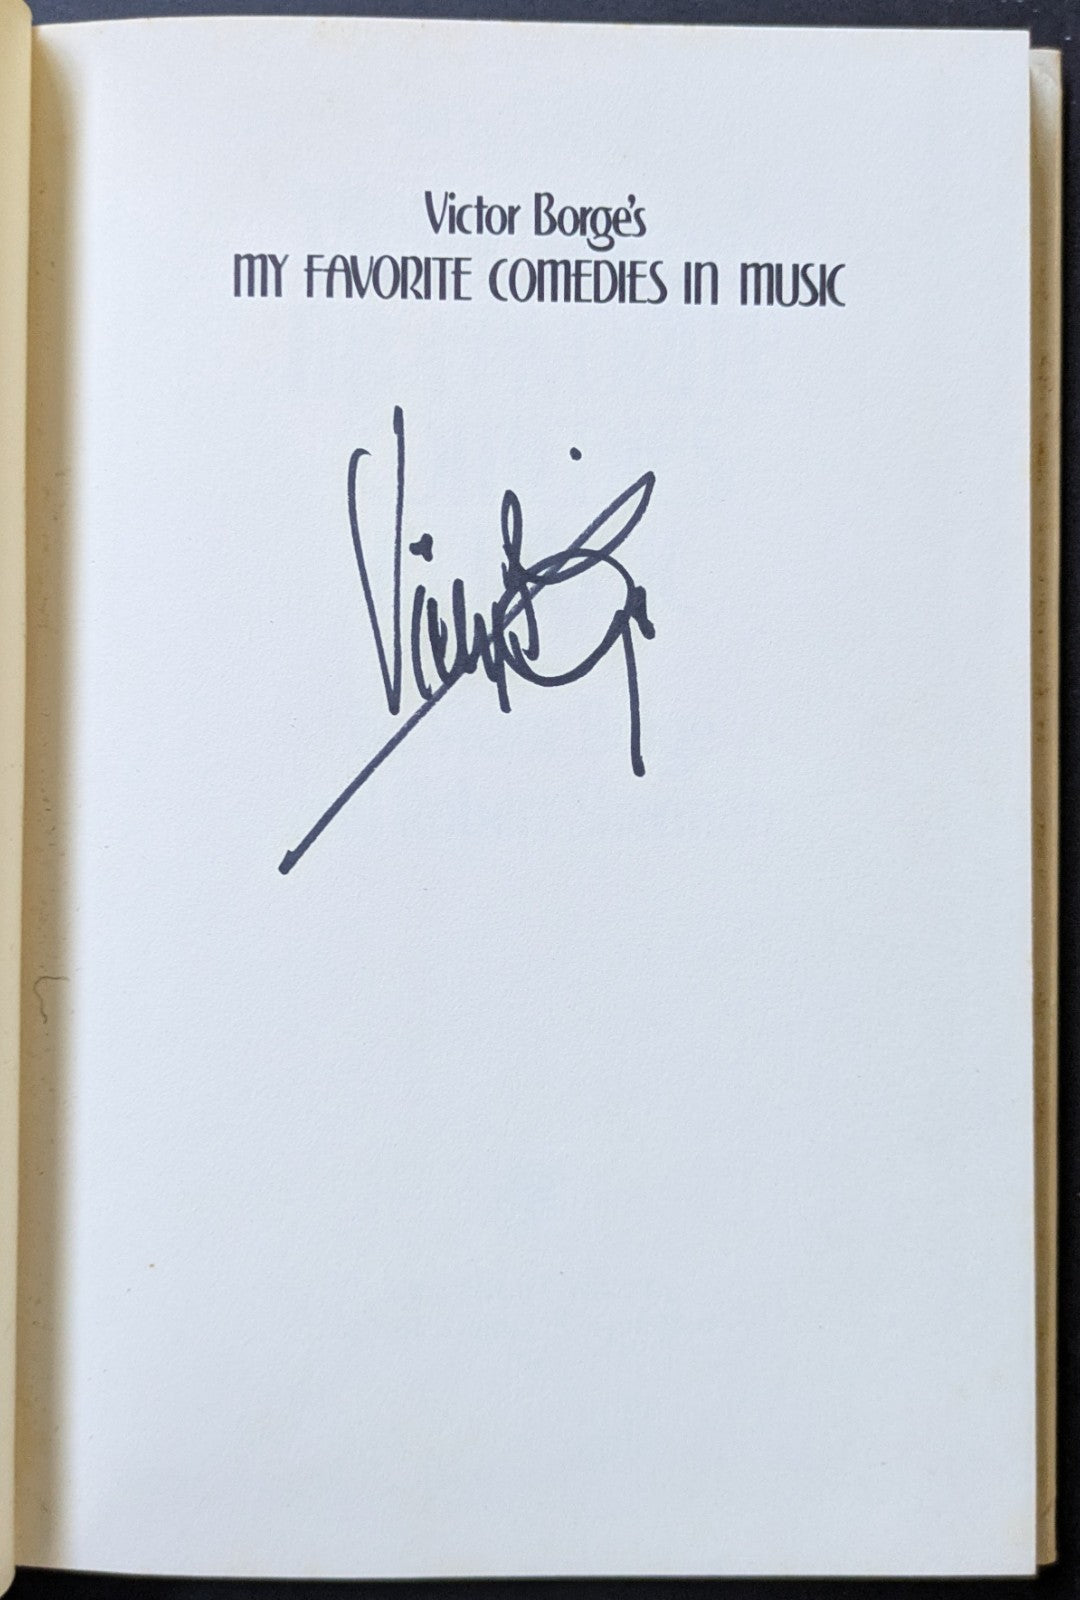 Victor Borge's
MY FAVORITE COMEDIES IN MUSIC